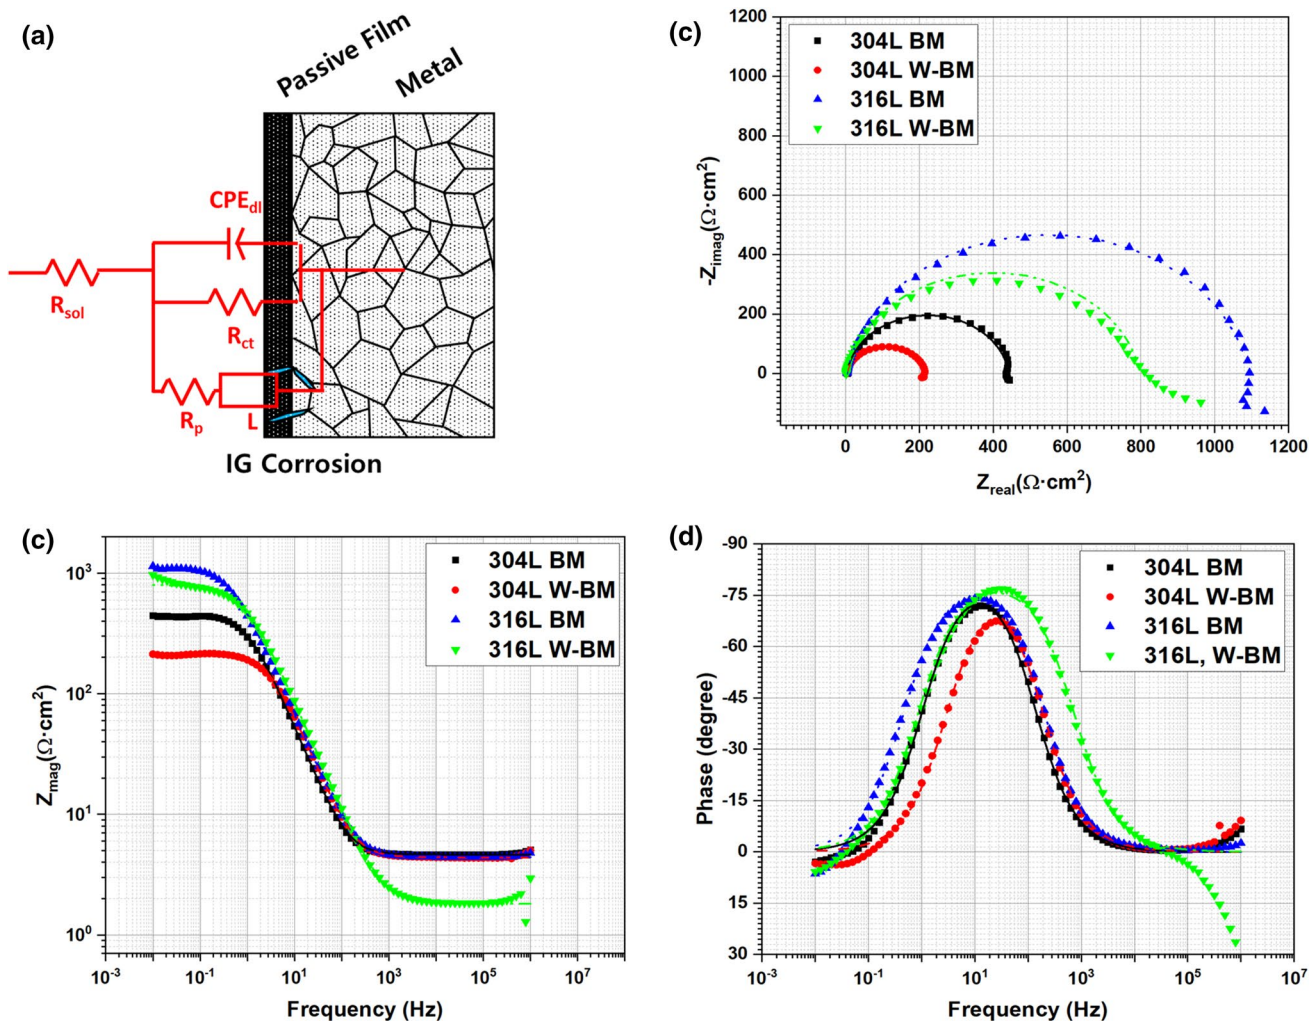 (a)
Passive Film
Metal
CPEdl
Rsol
Rct
Rp
L
IG Corrosion
(c)
304L BM
304L W-BM
316L BM
316L W-BM
1200
1000
800
600
400
200
0
-Zimag(Ω·cm²)
0 200 400 600 800 1000 1200
Zreal(Ω·cm²)
(c)
304L BM
304L W-BM
316L BM
316L W-BM
10³
10²
10¹
10⁰
Zmag(Ω·cm²)
10⁻³ 10⁻¹ 10¹ 10³ 10⁵ 10⁷
Frequency (Hz)
(d)
304L BM
304L W-BM
316L BM
316L, W-BM
-90
-75
-60
-45
-30
-15
0
15
30
Phase (degree)
10⁻³ 10⁻¹ 10¹ 10³ 10⁵ 10⁷
Frequency (Hz)